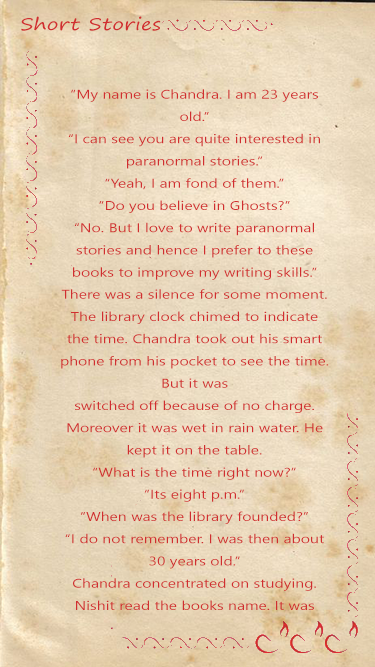 Short Stories
"My name is Chandra. I am 23 years
old."
"I can see you are quite interested in
paranormal stories."
"Yeah, I am fond of them."
"Do you believe in Ghosts?"
"No. But I love to write paranormal
stories and hence I prefer to these
books to improve my writing skills."
There was a silence for some moment.
The library clock chimed to indicate
the time. Chandra took out his smart
phone from his pocket to see the time.
But it was
switched off because of no charge.
Moreover it was wet in rain water. He
kept it on the table.
"What is the time right now?"
"Its eight p.m."
"When was the library founded?"
"I do not remember. I was then about
30 years old."
Chandra concentrated on studying.
Nishit read the books name. It was